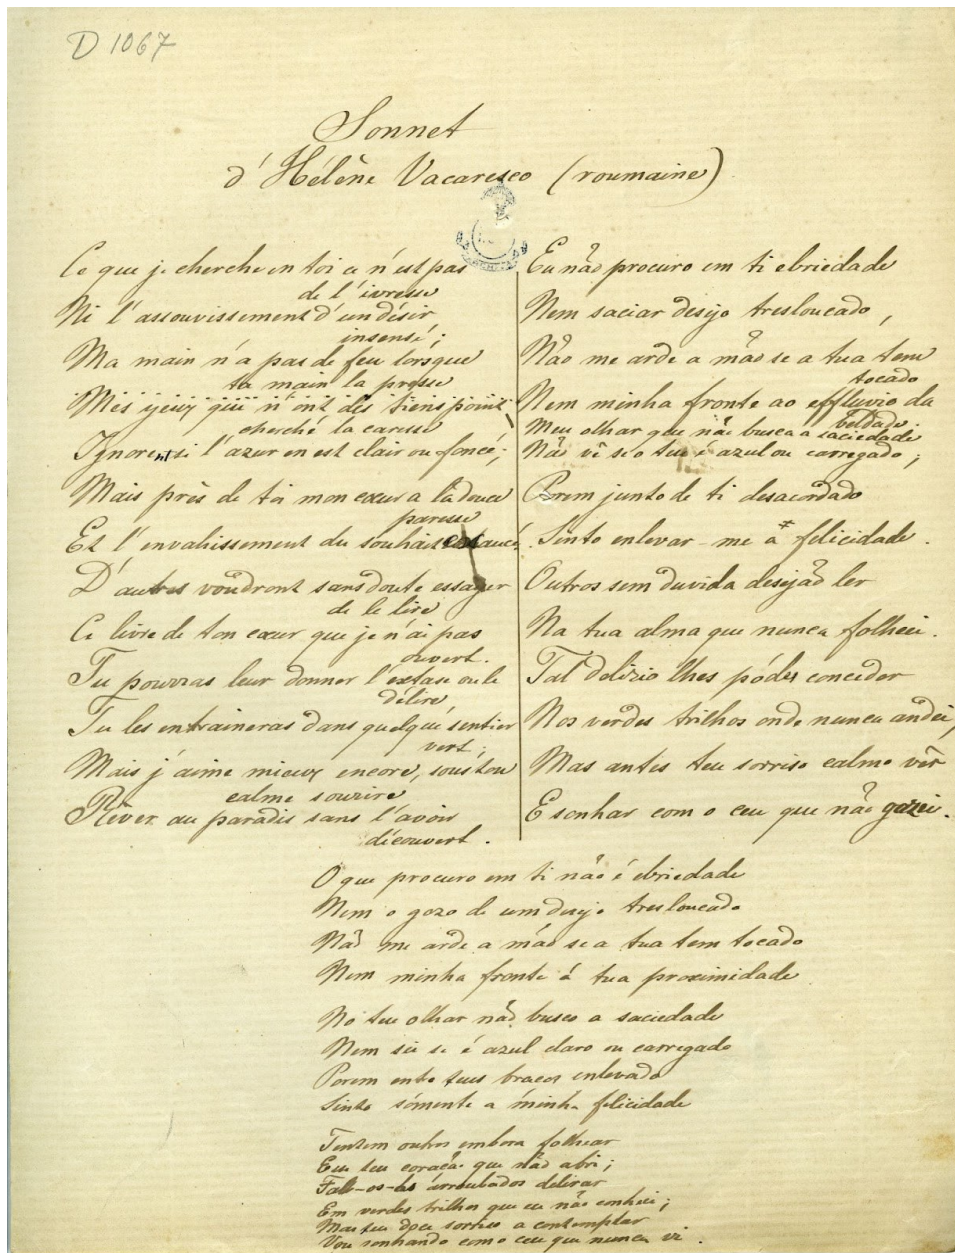 D 1067
Sonnet
d'Hélène Vacaresco (roumaine)
Ce que je cherche en toi ce n'est pas
de l'ivresse
Ni l'assouvissement d'un désir
insensé;
Ma main n'a pas de feu lorsque
ta main la presse
Mes yeux qui n'ont des tiens point
cherché la caresse
Ignorent si l'azur en est clair ou foncé;
Mais près de toi mon cœur a la douce
paresse
Et l'envahissement du souhait
D'autres voudront sans doute essayer
de le lire
Ce livre de ton cœur que je n'ai pas
ouvert.
Tu pourras leur donner l'extase ou le
délire
Tu les entraineras dans quelque sentier
vert;
Mais j'aime mieux encore, sous ton
calme sourire
Rêver au paradis sans l'avoir
découvert.
Eu não procuro em ti ebriedade
Nem saciar desejo tresloucado,
Não me arde a mão se a tua tem
tocado
Nem minha fronte ao effluvio da
beldade.
Meu olhar que não busca a saciedade
Não vê se o teu é azul ou carregado;
Porem junto de ti desacordado
Sinto enlevar-me á felicidade.
Outros sem duvida desejão ler
Na tua alma que nunca folheei.
Tal delirio lhes pódes conceder
Nos verdes trilhos onde nunca andei,
Mas antes teu sorriso calmo vêr
E sonhar com o ceu que não gozei.
O que procuro em ti não é ebriedade
Nem o gozo de um desejo tresloucado
Não me arde a mão se a tua tem tocado
Nem minha fronte á tua proximidade
No teu olhar não busco a saciedade
Nem sei se é azul claro ou carregado
Porem ente teus braços enlevado
Sinto sómente a minha felicidade
Tentem outros embora folhear
Em teu coração que não abri;
Fal-os-ás arroubados delirar
Em verdes trilhos que eu não conheci;
Mas teu doce sorriso a contemplar
Vou sonhando com o ceu que nunca vi.